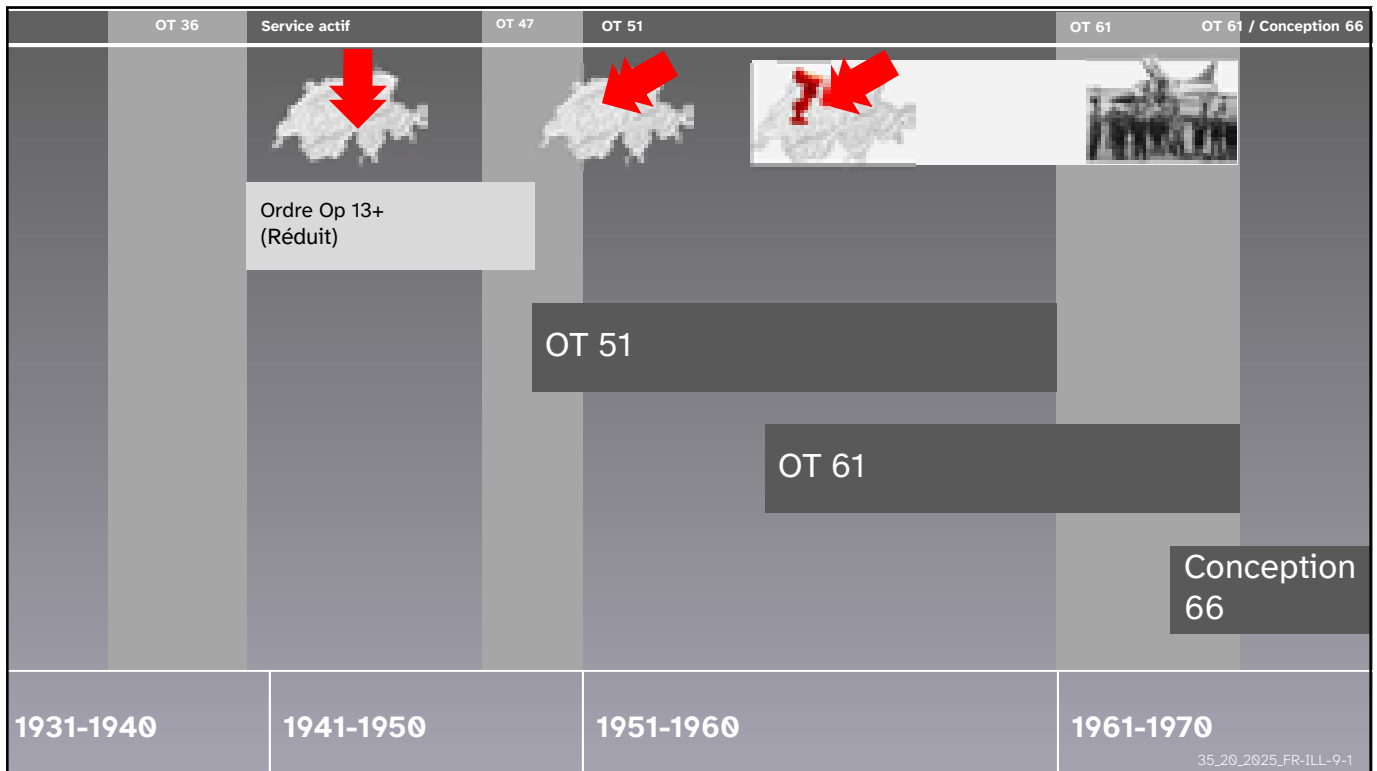 OT 36
Service actif
OT 47
OT 51
OT 61
OT 61 / Conception 66
Ordre Op 13+
(Réduit)
OT 51
OT 61
Conception
66
1931-1940
1941-1950
1951-1960
1961-1970
35_20_2025_FR-ILL-9-1